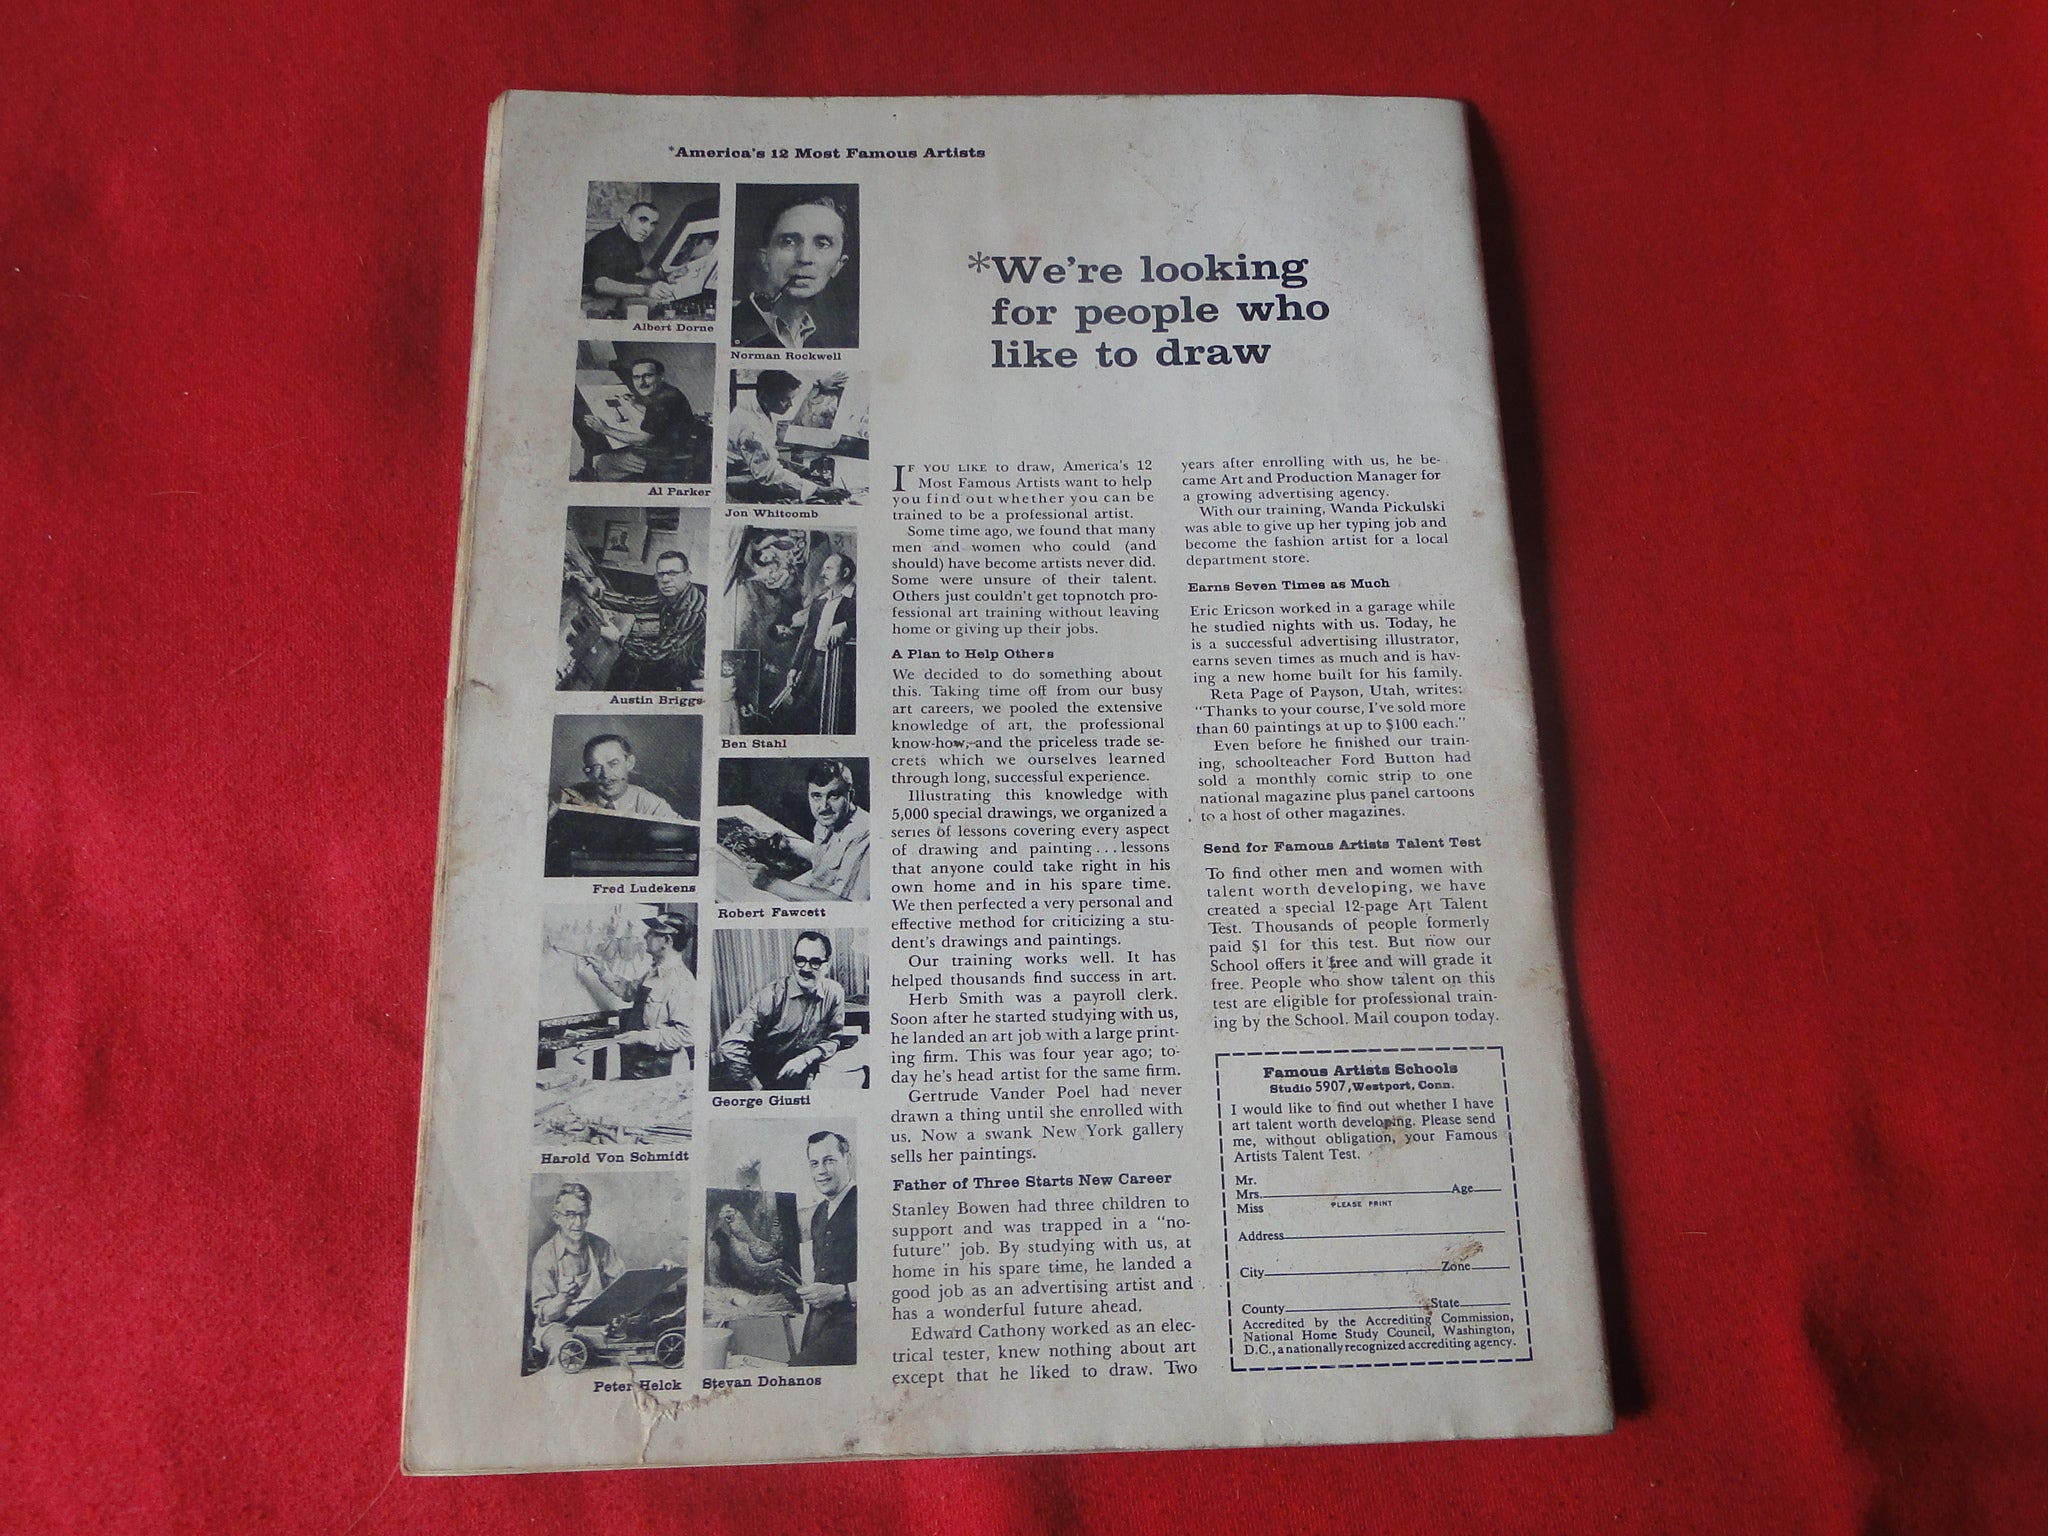 *America's 12 Most Famous Artists
Albert Dorne
Norman Rockwell
Al Parker
Jon Whitcomb
Austin Briggs
Ben Stahl
Fred Ludekens
Robert Fawcett
George Giusti
Harold Von Schmidt
Peter Helck
Stevan Dohanos
*We're looking
for people who
like to draw
IF YOU LIKE to draw, America's 12
Most Famous Artists want to help
you find out whether you can be
trained to be a professional artist.
Some time ago, we found that many
men and women who could (and
should) have become artists never did.
Some were unsure of their talent.
Others just couldn't get topnotch pro-
fessional art training without leaving
home or giving up their jobs.
A Plan to Help Others
We decided to do something about
this. Taking time off from our busy
art careers, we pooled the extensive
knowledge of art, the professional
know-how, and the priceless trade se-
crets which we ourselves learned
through long, successful experience.
Illustrating this knowledge with
5,000 special drawings, we organized a
series of lessons covering every aspect
of drawing and painting . . . lessons
that anyone could take right in his
own home and in his spare time.
We then perfected a very personal and
effective method for criticizing a stu-
dent's drawings and paintings.
Our training works well. It has
helped thousands find success in art.
Herb Smith was a payroll clerk.
Soon after he started studying with us,
he landed an art job with a large print-
ing firm. This was four year ago; to-
day he's head artist for the same firm.
Gertrude Vander Poel had never
drawn a thing until she enrolled with
us. Now a swank New York gallery
sells her paintings.
Father of Three Starts New Career
Stanley Bowen had three children to
support and was trapped in a "no-
future" job. By studying with us, at
home in his spare time, he landed a
good job as an advertising artist and
has a wonderful future ahead.
Edward Cathony worked as an elec-
trical tester, knew nothing about art
except that he liked to draw. Two
years after enrolling with us, he be-
came Art and Production Manager for
a growing advertising agency.
With our training, Wanda Pickulski
was able to give up her typing job and
become the fashion artist for a local
department store.
Earns Seven Times as Much
Eric Ericson worked in a garage while
he studied nights with us. Today, he
is a successful advertising illustrator,
earns seven times as much and is hav-
ing a new home built for his family.
Reta Page of Payson, Utah, writes:
"Thanks to your course, I've sold more
than 60 paintings at up to $100 each."
Even before he finished our train-
ing, schoolteacher Ford Button had
sold a monthly comic strip to one
national magazine plus panel cartoons
to a host of other magazines.
Send for Famous Artists Talent Test
To find other men and women with
talent worth developing, we have
created a special 12-page Art Talent
Test. Thousands of people formerly
paid $1 for this test. But now our
School offers it free and will grade it
free. People who show talent on this
test are eligible for professional train-
ing by the School. Mail coupon today.
Famous Artists Schools
Studio 5907, Westport, Conn.
I would like to find out whether I have
art talent worth developing. Please send
me, without obligation, your Famous
Artists Talent Test.
Mr.
Mrs. Age
Miss PLEASE PRINT
Address
City Zone
County State
Accredited by the Accrediting Commission,
National Home Study Council, Washington,
D.C., a nationally recognized accrediting agency.